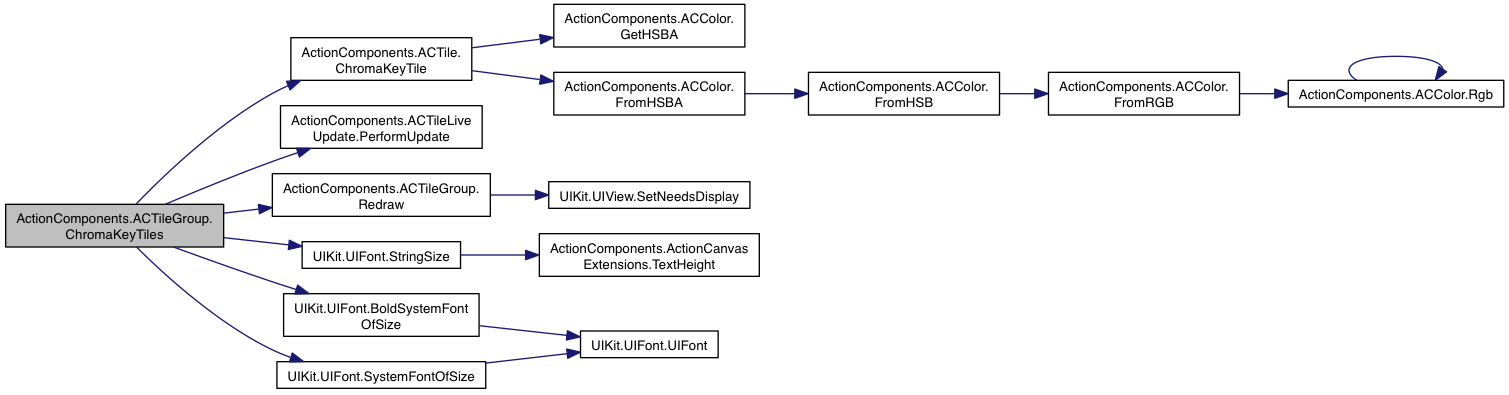 ActionComponents.ACTileGroup.
ChromaKeyTiles
ActionComponents.ACTile.
ChromaKeyTile
ActionComponents.ACColor.
GetHSBA
ActionComponents.ACColor.
FromHSBA
ActionComponents.ACColor.
FromHSB
ActionComponents.ACColor.
FromRGB
ActionComponents.ACColor.Rgb
ActionComponents.ACTileLive
Update.PerformUpdate
ActionComponents.ACTileGroup.
Redraw
UIKit.UIView.SetNeedsDisplay
UIKit.UIFont.StringSize
ActionComponents.ActionCanvas
Extensions.TextHeight
UIKit.UIFont.BoldSystemFont
OfSize
UIKit.UIFont.UIFont
UIKit.UIFont.SystemFontOfSize